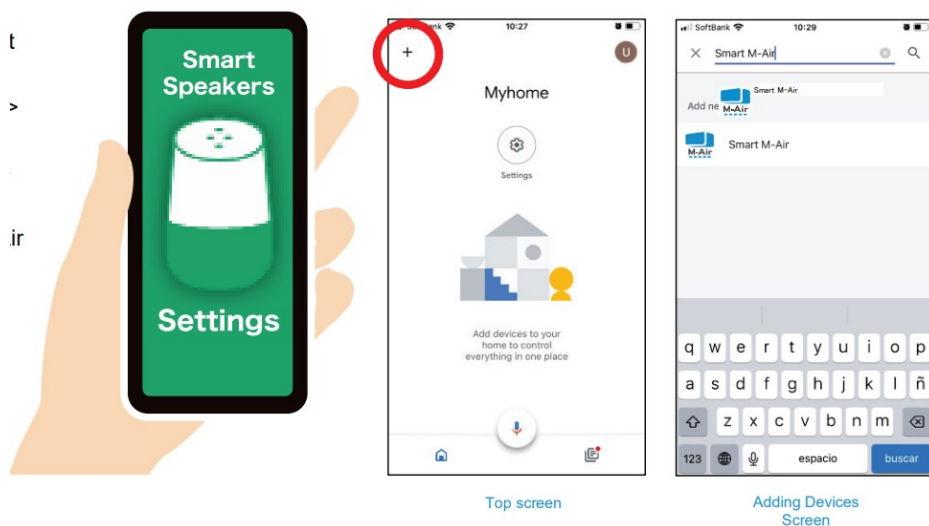 t
>
ir
Smart
Speakers
Settings
10:27
+
U
Myhome
Settings
Add devices to your
home to control
everything in one place
Top screen
SoftBank
10:29
Smart M-Air
Add ne
M-Air
Smart M-Air
M-Air
Smart M-Air
q w e r t y u i o p
a s d f g h j k l ñ
z x c v b n m
123
espacio
buscar
Adding Devices
Screen